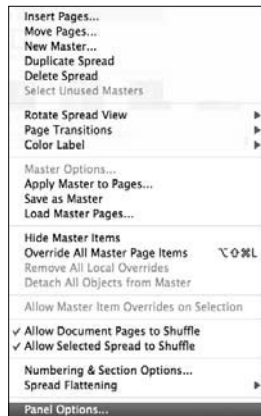 Insert Pages...
Move Pages...
New Master...
Duplicate Spread
Delete Spread
Select Unused Masters
Rotate Spread View
Page Transitions
Color Label
Master Options...
Apply Master to Pages...
Save as Master
Load Master Pages...
Hide Master Items
Override All Master Page Items ⌥⇧⌘L
Remove All Local Overrides
Detach All Objects from Master
Allow Master Item Overrides on Selection
✓ Allow Document Pages to Shuffle
✓ Allow Selected Spread to Shuffle
Numbering & Section Options...
Spread Flattening
Panel Options...